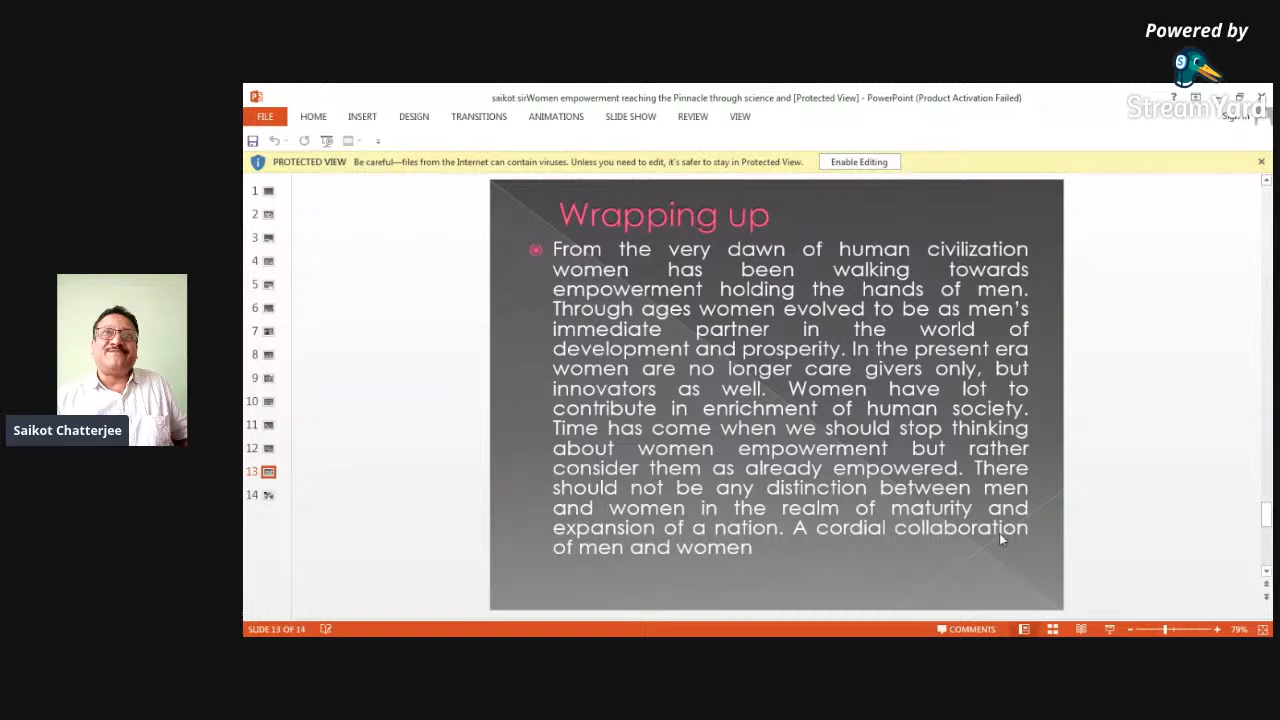 Powered by
StreamYard
saikot sirWomen empowerment reaching the Pinnacle through science and [Protected View] - PowerPoint (Product Activation Failed)
FILE HOME INSERT DESIGN TRANSITIONS ANIMATIONS SLIDE SHOW REVIEW VIEW
Sign in
PROTECTED VIEW Be careful—files from the Internet can contain viruses. Unless you need to edit, it's safer to stay in Protected View. Enable Editing
1
2
3
4
5
6
7
8
9
10
11
12
13
14
Wrapping up
From the very dawn of human civilization
women has been walking towards
empowerment holding the hands of men.
Through ages women evolved to be as men's
immediate partner in the world of
development and prosperity. In the present era
women are no longer care givers only, but
innovators as well. Women have lot to
contribute in enrichment of human society.
Time has come when we should stop thinking
about women empowerment but rather
consider them as already empowered. There
should not be any distinction between men
and women in the realm of maturity and
expansion of a nation. A cordial collaboration
of men and women
Saikot Chatterjee
SLIDE 13 OF 14 COMMENTS 79%